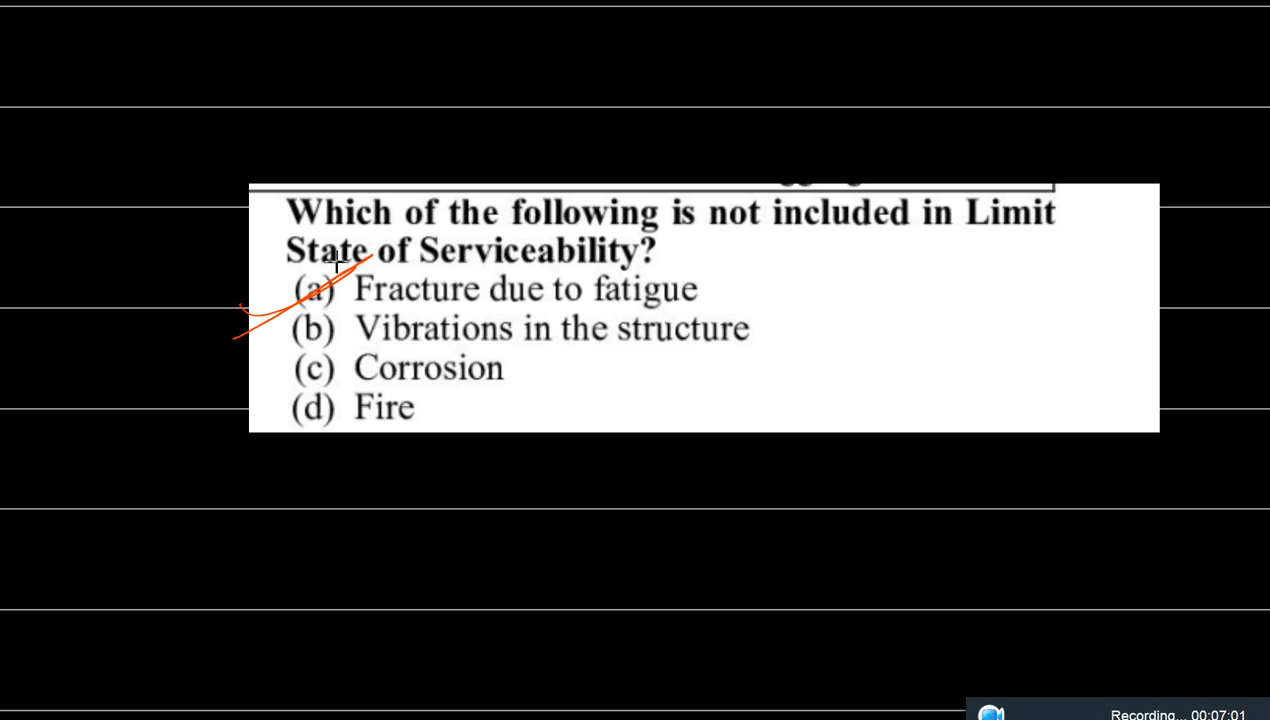 Which of the following is not included in Limit
State of Serviceability?
(a) Fracture due to fatigue
(b) Vibrations in the structure
(c) Corrosion
(d) Fire
Recording... 00:07:01